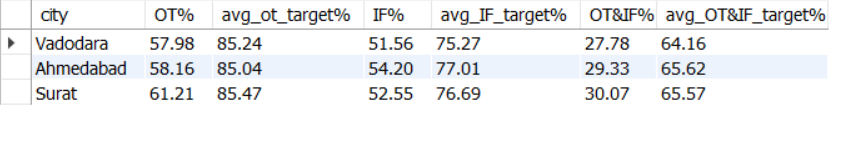 city OT% avg_ot_target% IF% avg_IF_target% OT&IF% avg_OT&IF_target%
Vadodara 57.98 85.24 51.56 75.27 27.78 64.16
Ahmedabad 58.16 85.04 54.20 77.01 29.33 65.62
Surat 61.21 85.47 52.55 76.69 30.07 65.57